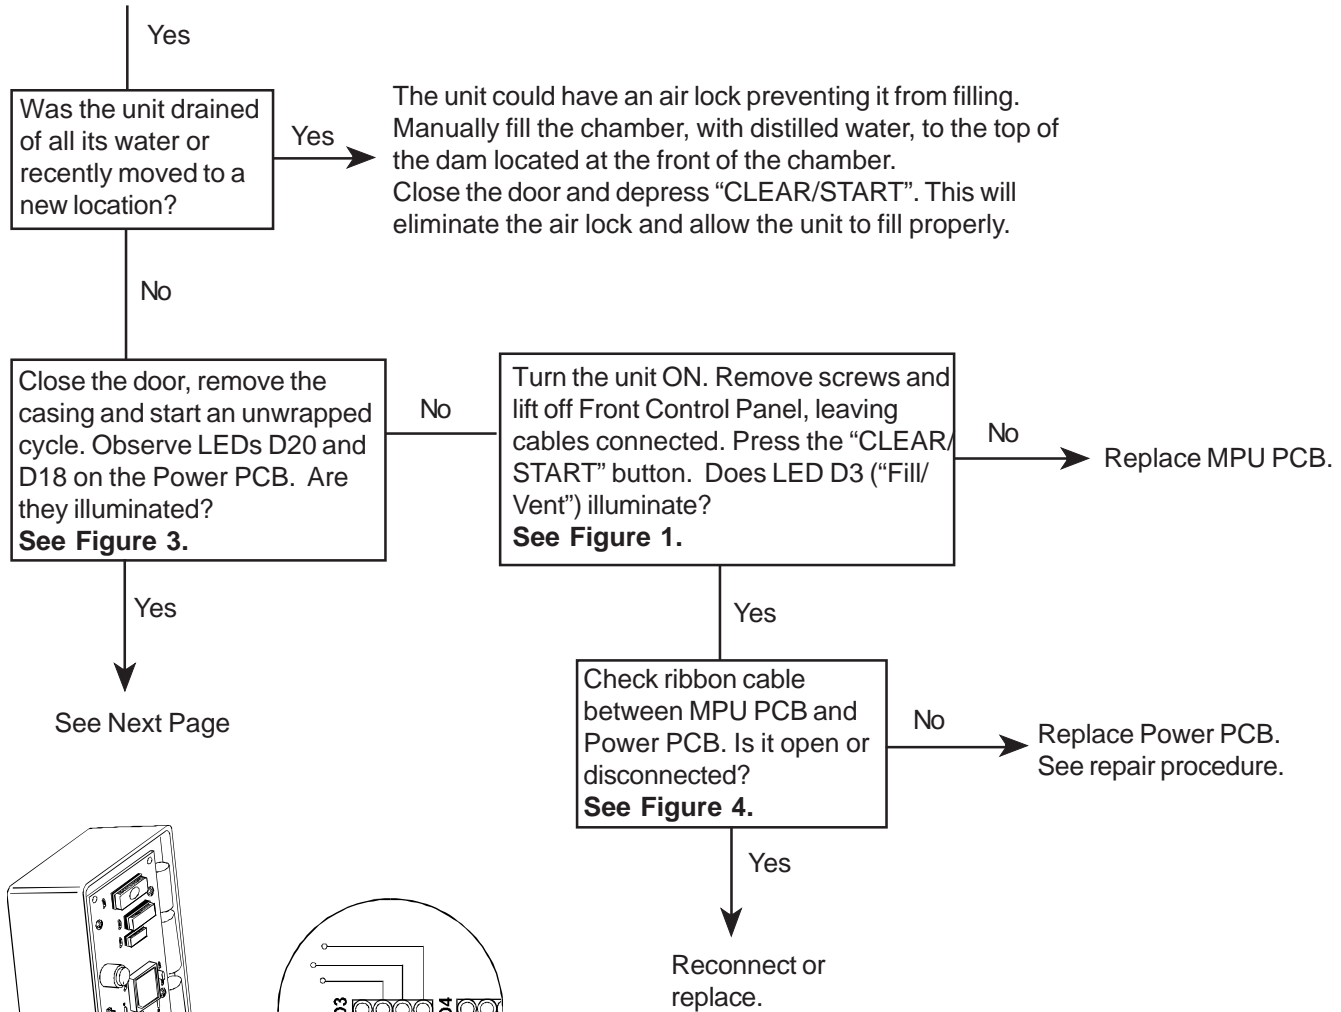 Yes
Was the unit drained
of all its water or
recently moved to a
new location?
Yes
The unit could have an air lock preventing it from filling.
Manually fill the chamber, with distilled water, to the top of
the dam located at the front of the chamber.
Close the door and depress “CLEAR/START”. This will
eliminate the air lock and allow the unit to fill properly.
No
Close the door, remove the
casing and start an unwrapped
cycle. Observe LEDs D20 and
D18 on the Power PCB. Are
they illuminated?
See Figure 3.
No
Turn the unit ON. Remove screws and
lift off Front Control Panel, leaving
cables connected. Press the “CLEAR/
START” button. Does LED D3 (“Fill/
Vent”) illuminate?
See Figure 1.
No
Replace MPU PCB.
Yes
See Next Page
Yes
Check ribbon cable
between MPU PCB and
Power PCB. Is it open or
disconnected?
See Figure 4.
No
Replace Power PCB.
See repair procedure.
Yes
Reconnect or
replace.